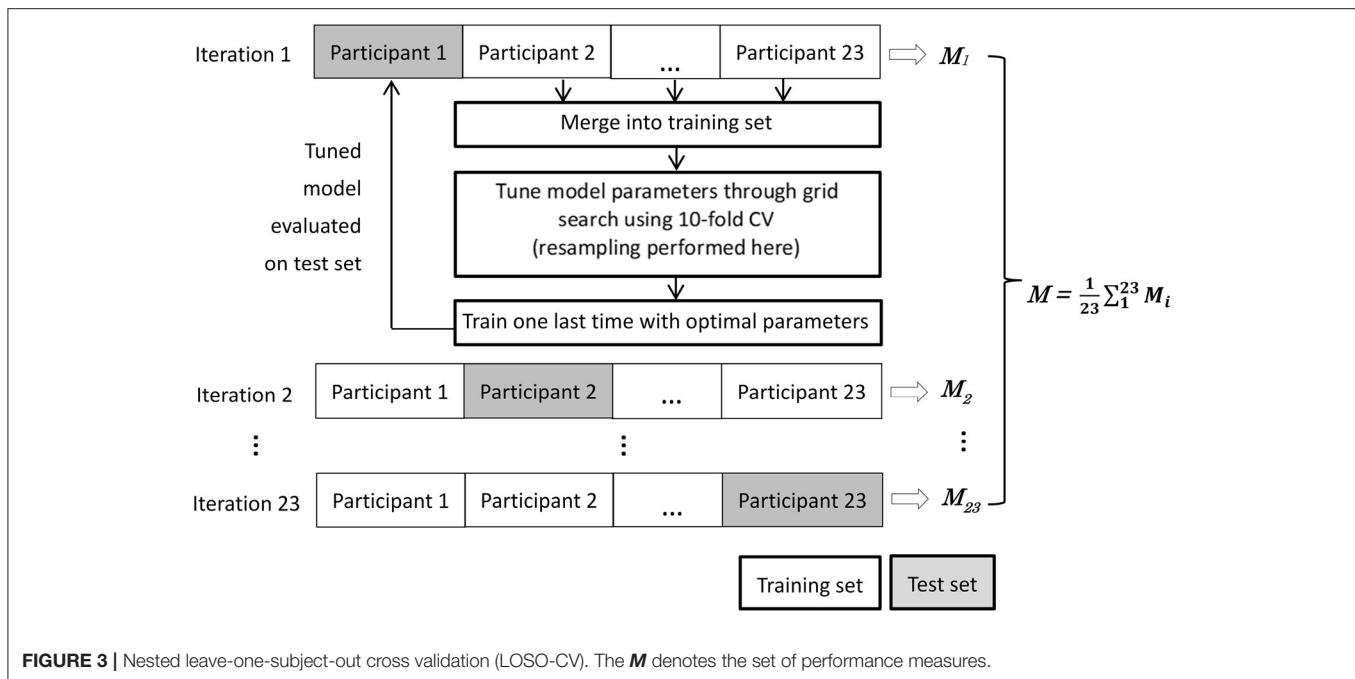 Iteration 1 Participant 1 Participant 2 ... Participant 23 M1
Merge into training set
Tuned
model
evaluated
on test set
Tune model parameters through grid
search using 10-fold CV
(resampling performed here)
Train one last time with optimal parameters
M = 1/23 ∑₁²³ Mᵢ
Iteration 2 Participant 1 Participant 2 ... Participant 23 M2
⋮ ⋮ ⋮
Iteration 23 Participant 1 Participant 2 ... Participant 23 M23
Training set Test set
FIGURE 3 | Nested leave-one-subject-out cross validation (LOSO-CV). The M denotes the set of performance measures.